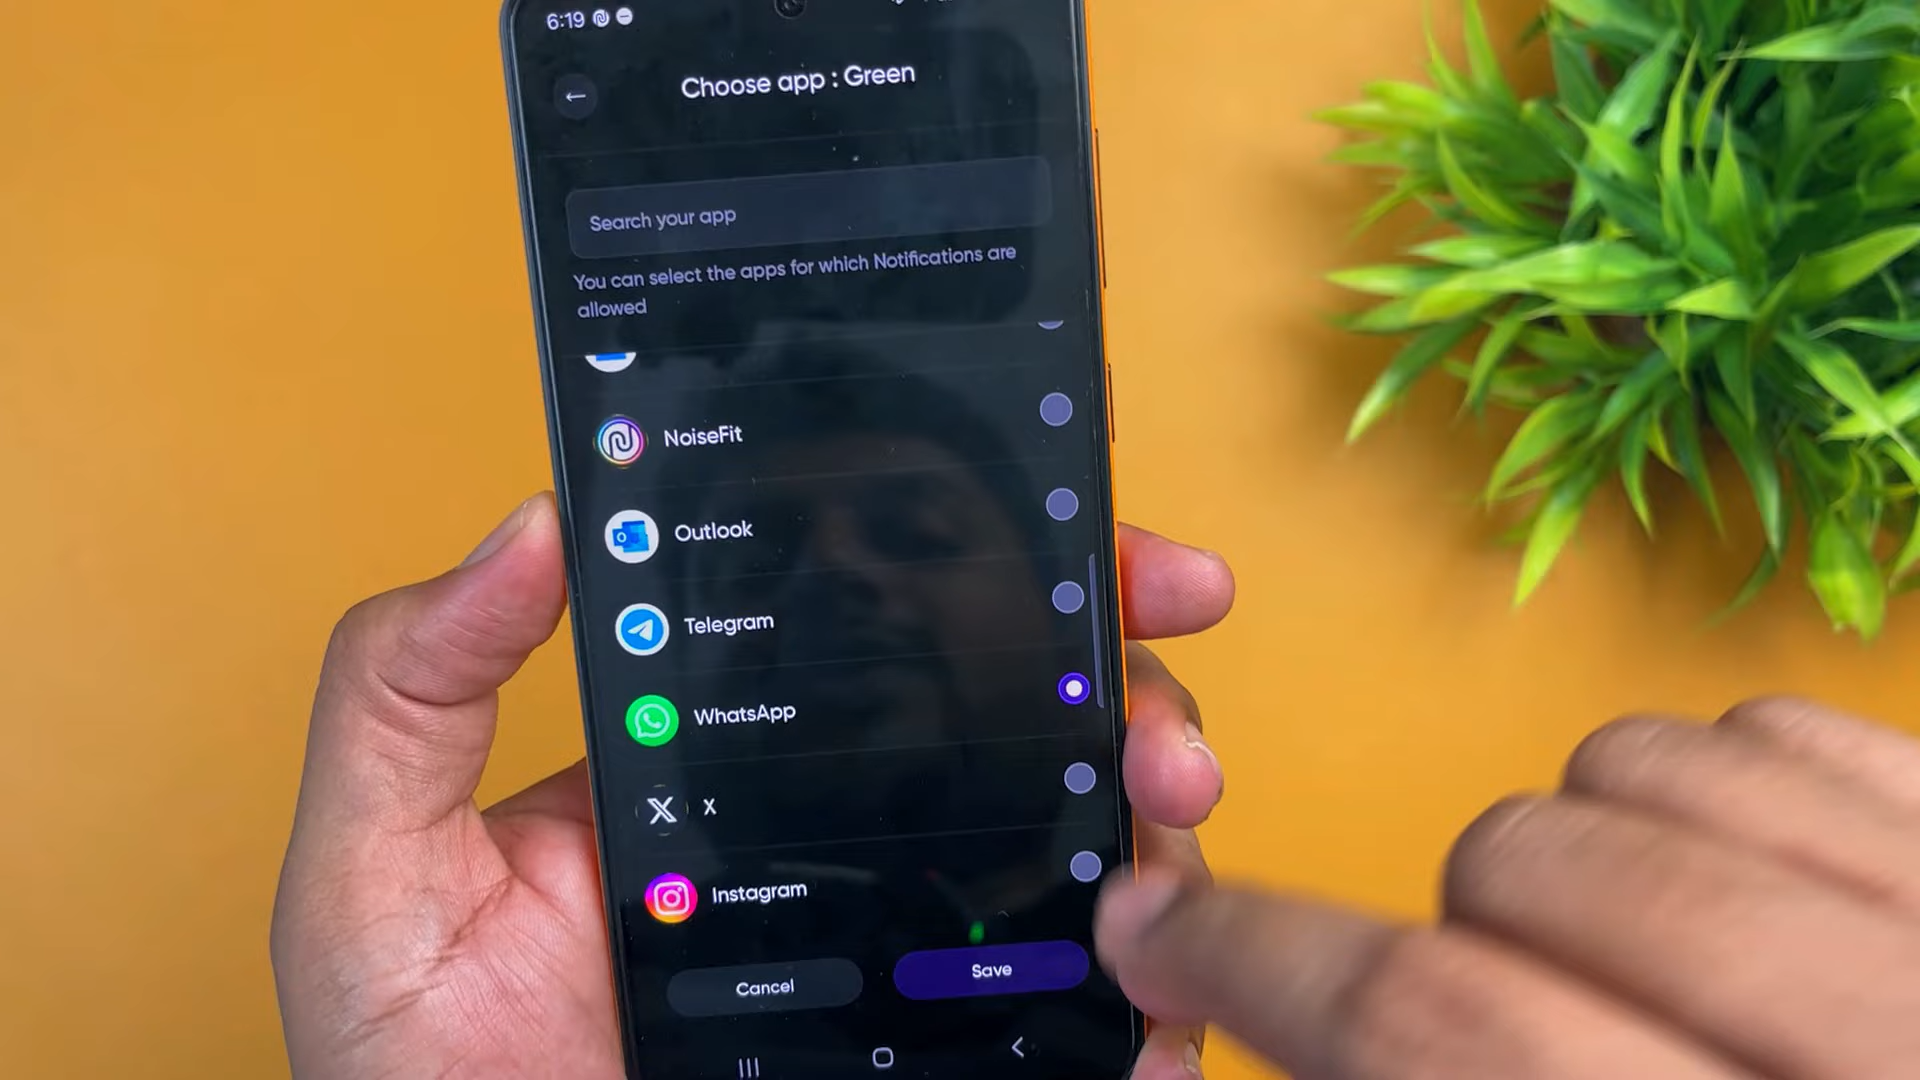 6:19
Choose app : Green
Search your app
You can select the apps for which Notifications are
allowed
NoiseFit
Outlook
Telegram
WhatsApp
X
Instagram
Cancel
Save